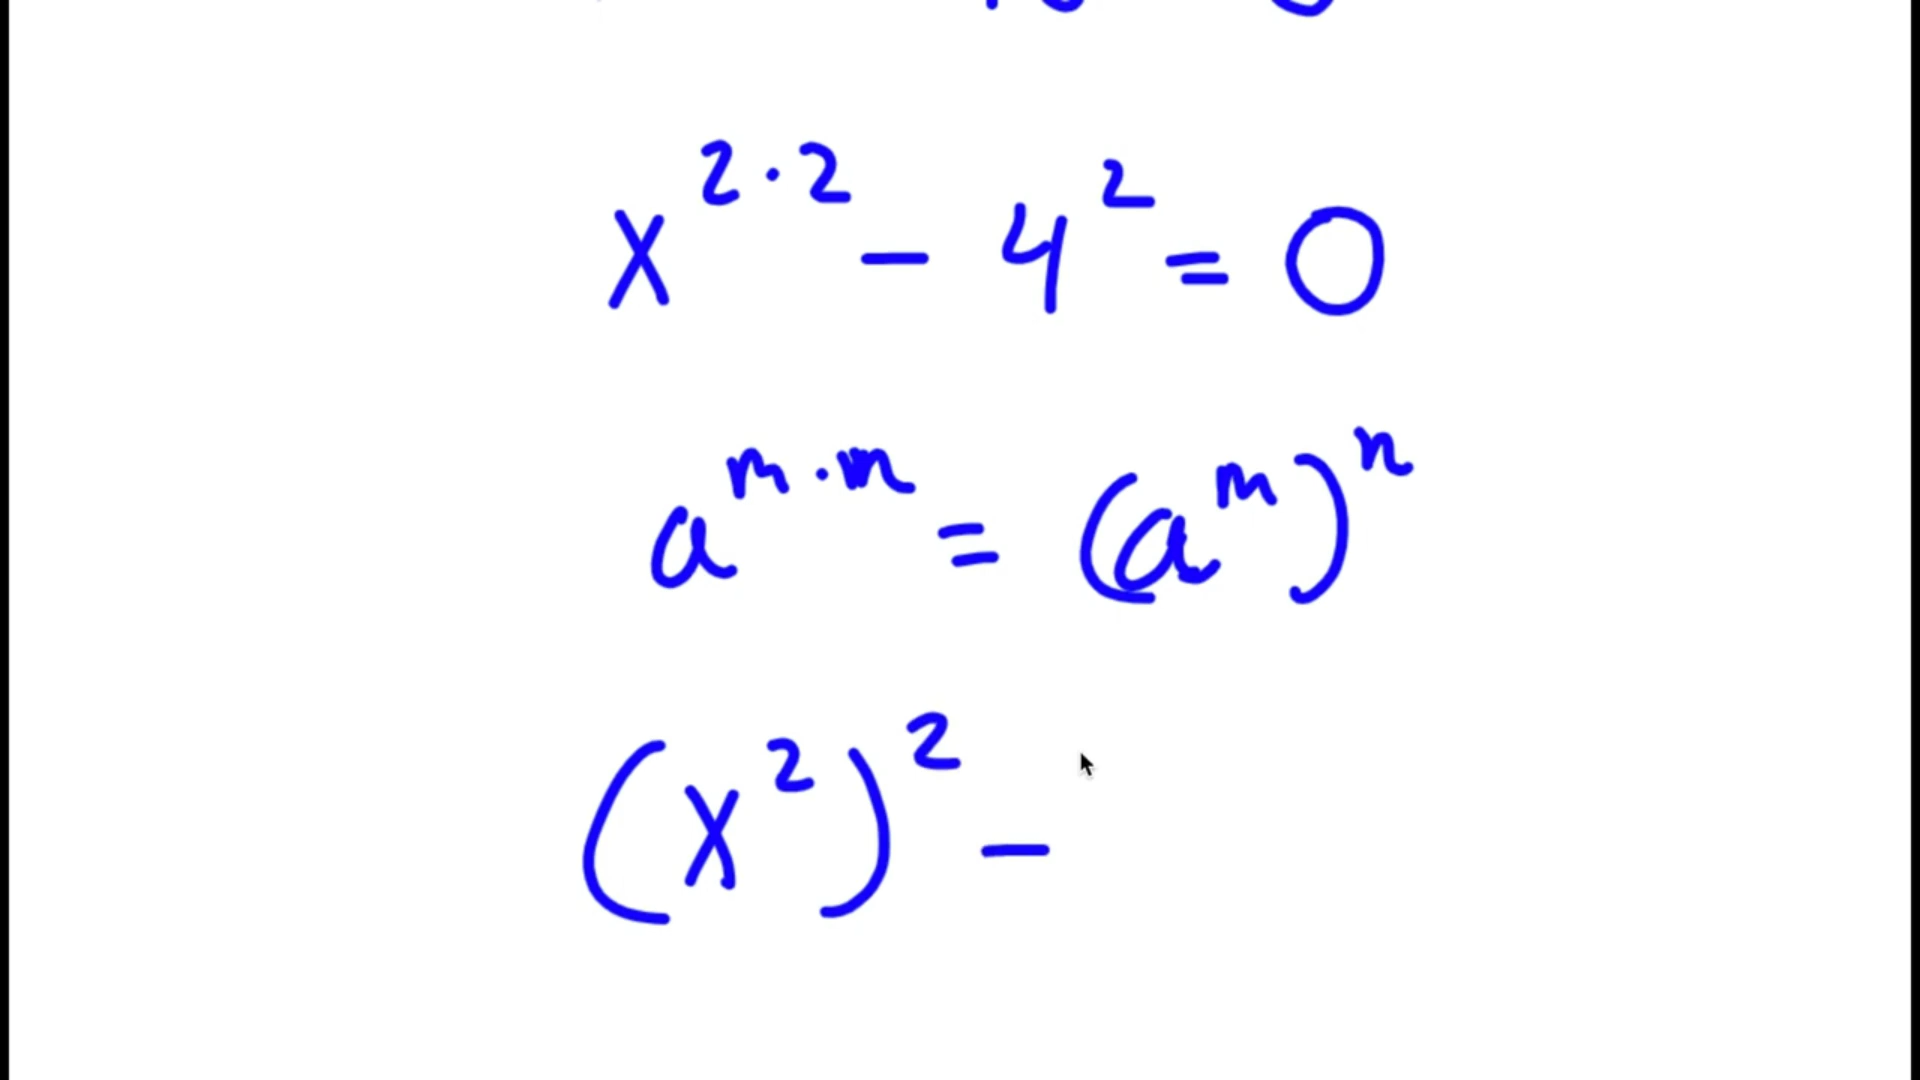 x^{2·2} - 4^2 = 0
a^{m·m} = (a^m)^n
(x^2)^2 -